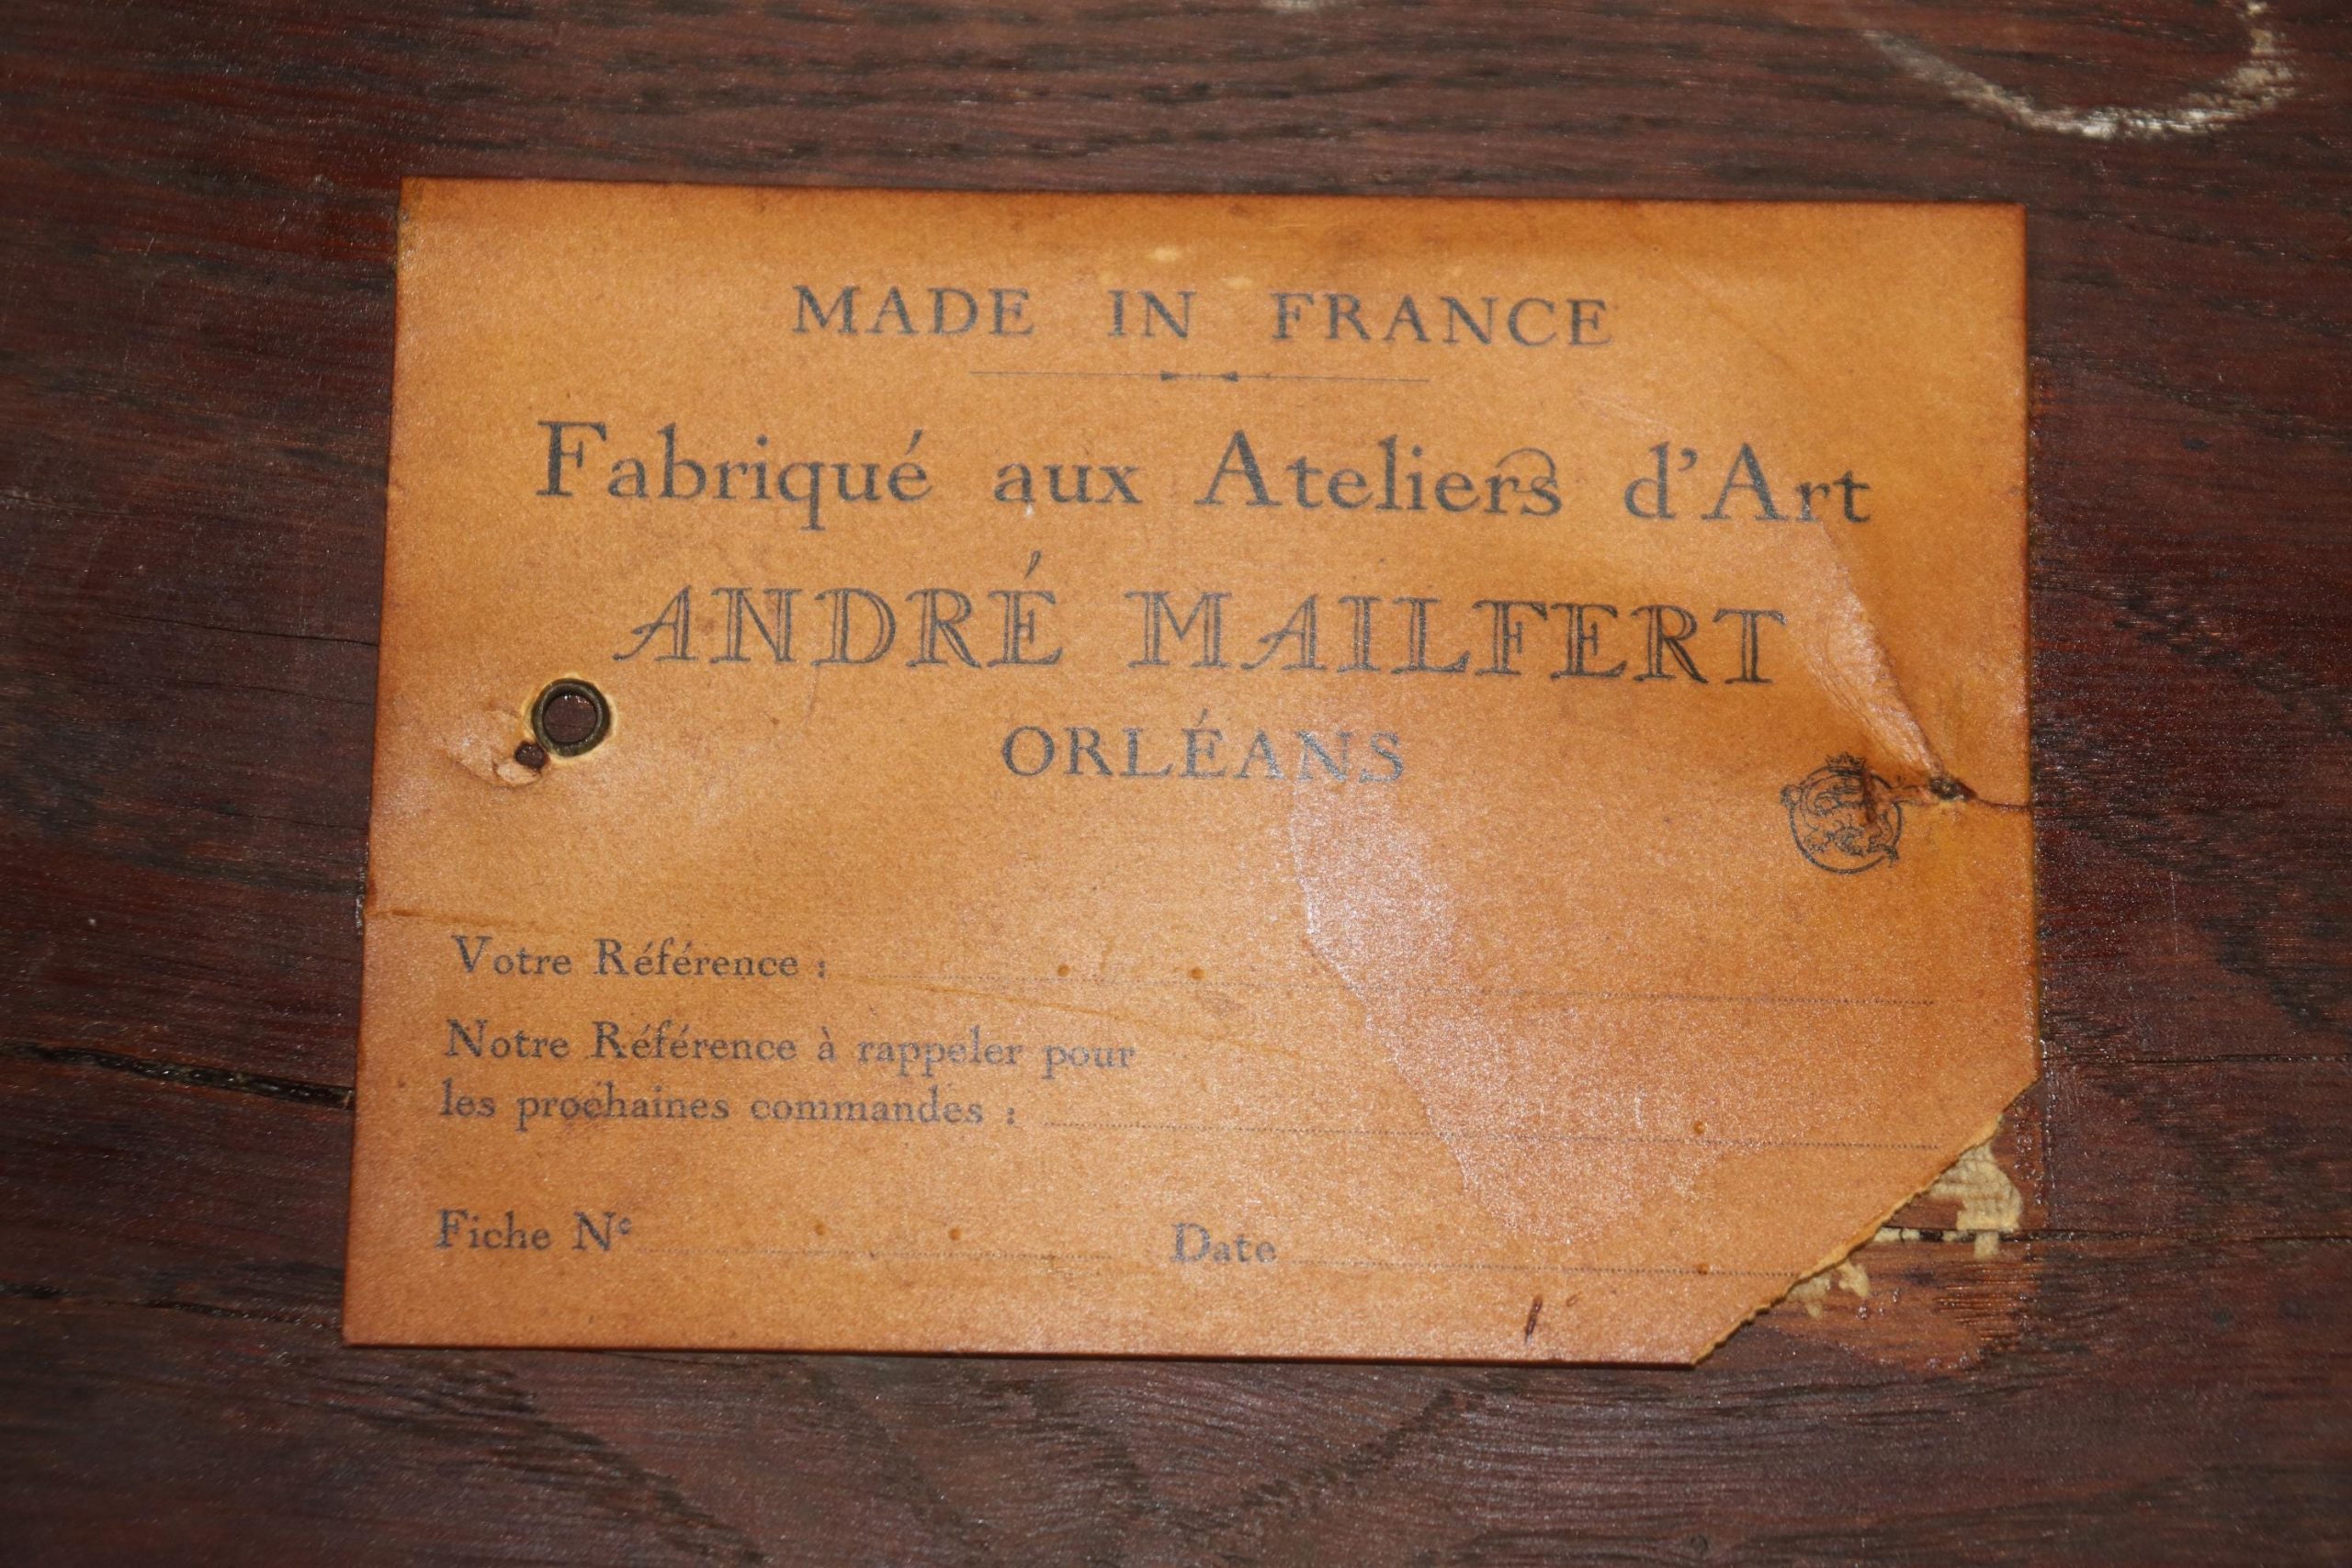 MADE IN FRANCE
Fabriqué aux Ateliers d'Art
ANDRÉ MAILFERT
ORLÉANS
Votre Référence :
Notre Référence à rappeler pour
les prochaines commandes :
Fiche Nº Date